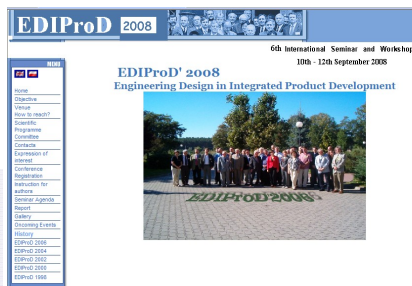 EDIProD 2008
6th International Seminar and Workshop
10th - 12th September 2008
MENU
EDIProD' 2008
Engineering Design in Integrated Product Development
Home
Objective
Venue
How to reach?
Scientific
Programme
Committee
Contacts
Expression of
interest
Conference
Registration
Instruction for
authors
Seminar Agenda
Report
Gallery
Oncoming Events
History
EDIProD 2006
EDIProD 2004
EDIProD 2002
EDIProD 2000
EDIProD 1998
EDIProD2008